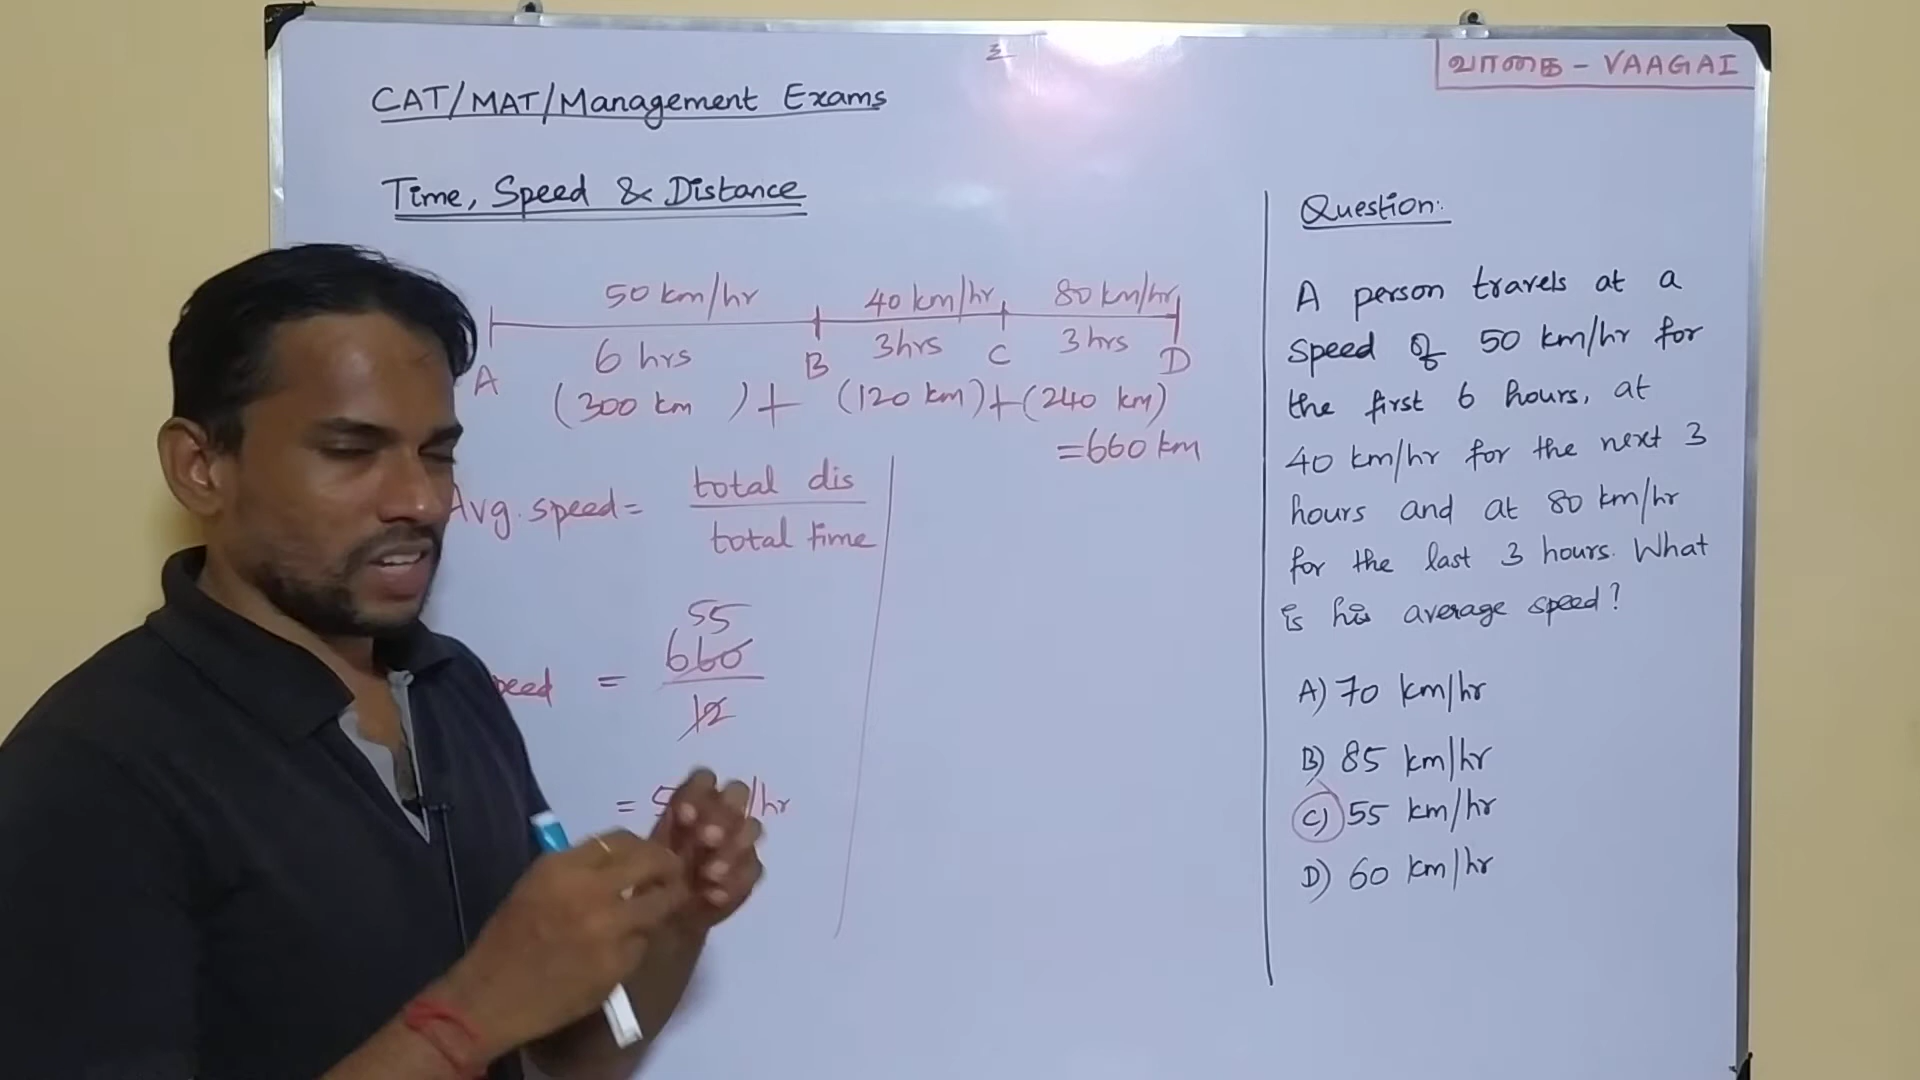 3
வாகை - VAAGAI
CAT/MAT/Management Exams
Time, Speed & Distance
50 km/hr 40 km/hr 80 km/hr
6 hrs 3hrs 3 hrs
A B C D
(300 km ) + (120 km) + (240 km)
= 660 km
Avg. speed = total dis
total time
55
peed = 660
12
= 5 /hr
Question:
A person travels at a
speed of 50 km/hr for
the first 6 hours, at
40 km/hr for the next 3
hours and at 80 km/hr
for the last 3 hours. What
is his average speed?
A) 70 km/hr
B) 85 km/hr
C) 55 km/hr
D) 60 km/hr